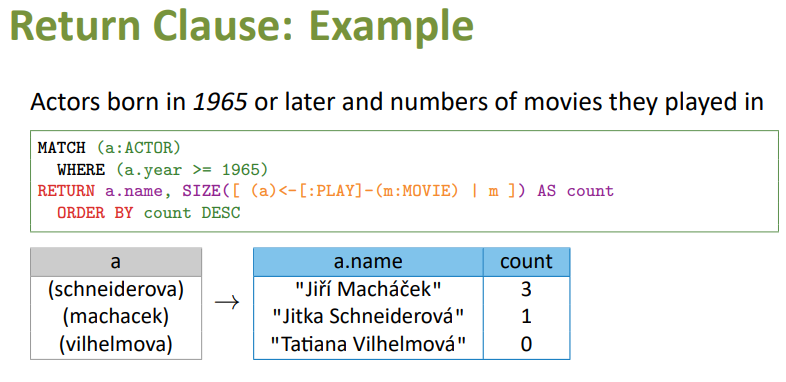 Return Clause: Example
Actors born in 1965 or later and numbers of movies they played in
MATCH (a:ACTOR)
WHERE (a.year >= 1965)
RETURN a.name, SIZE([ (a)<-[:PLAY]-(m:MOVIE) | m ]) AS count
ORDER BY count DESC
a
(schneiderova)
(machacek)
(vilhelmova)
→
a.name count
"Jiří Macháček" 3
"Jitka Schneiderová" 1
"Tatiana Vilhelmová" 0